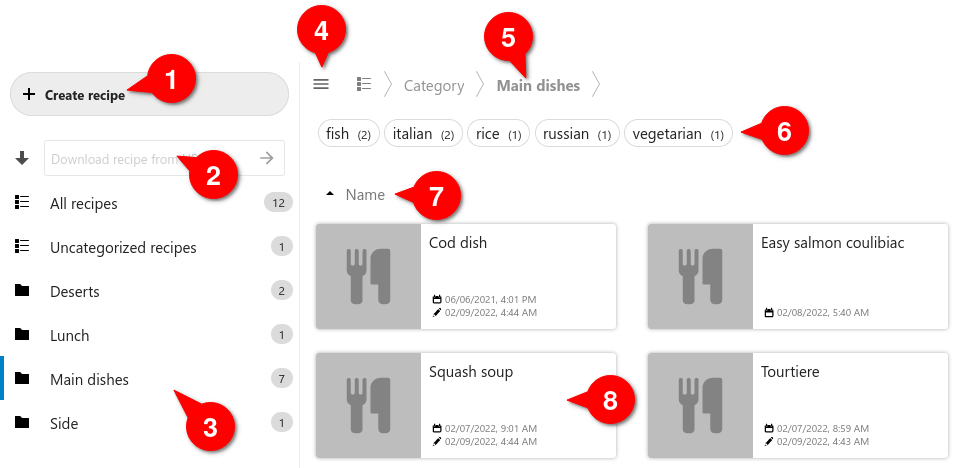 4
5
1
Create recipe
Category
Main dishes
fish (2)
italian (2)
rice (1)
russian (1)
vegetarian (1)
6
Download recipe from
2
All recipes 12
Name
7
Uncategorized recipes 1
Deserts 2
Lunch 1
Main dishes 7
3
Side 1
Cod dish
06/06/2021, 4:01 PM
02/09/2022, 4:44 AM
Easy salmon coulibiac
02/08/2022, 5:40 AM
Squash soup
02/07/2022, 9:01 AM
02/09/2022, 4:44 AM
8
Tourtiere
02/07/2022, 8:59 AM
02/09/2022, 4:43 AM